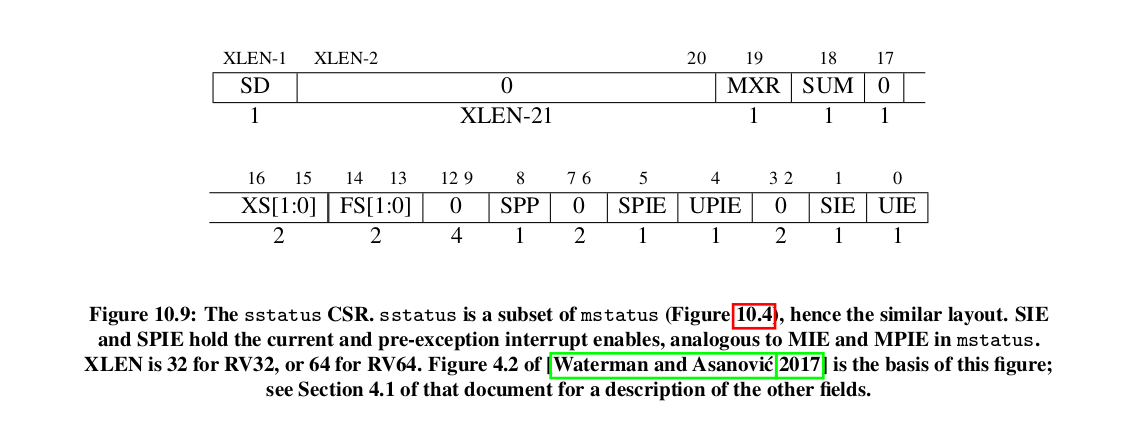 XLEN-1 XLEN-2 20 19 18 17
SD 0 MXR SUM 0
1 XLEN-21 1 1 1
16 15 14 13 12 9 8 7 6 5 4 3 2 1 0
XS[1:0] FS[1:0] 0 SPP 0 SPIE UPIE 0 SIE UIE
2 2 4 1 2 1 1 2 1 1
Figure 10.9: The sstatus CSR. sstatus is a subset of mstatus (Figure 10.4), hence the similar layout. SIE
and SPIE hold the current and pre-exception interrupt enables, analogous to MIE and MPIE in mstatus.
XLEN is 32 for RV32, or 64 for RV64. Figure 4.2 of [Waterman and Asanović 2017] is the basis of this figure;
see Section 4.1 of that document for a description of the other fields.